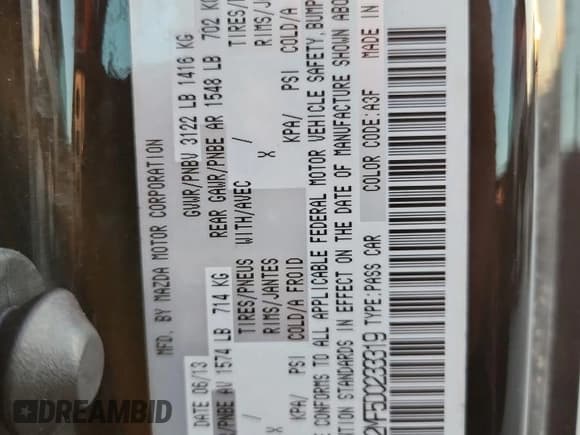 MFD. BY MAZDA MOTOR CORPORATION
DATE 06/13 GVWR/PNBV 3122 LB 1416 KG
/PNBE AV 1574 LB 714 KG REAR GAWR/PNBE AR 1548 LB 702 KG
TIRES/PNEUS WITH/AVEC / TIRES/
RIMS/JANTES X RIMS/
COLD/A FROID KPA/ PSI COLD/A
KPA/ PSI
CONFORMS TO ALL APPLICABLE FEDERAL MOTOR VEHICLE SAFETY, BUMP
ION STANDARDS IN EFFECT ON THE DATE OF MANUFACTURE SHOWN ABO
2MF5D0233319 TYPE:PASS CAR COLOR CODE:A3F MADE IN
DREAMBID